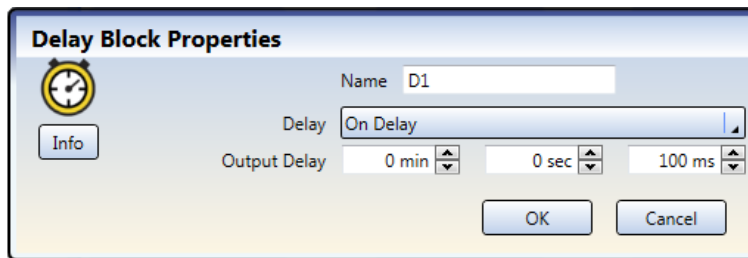 Delay Block Properties
Name D1
Info
Delay On Delay
Output Delay 0 min 0 sec 100 ms
OK Cancel